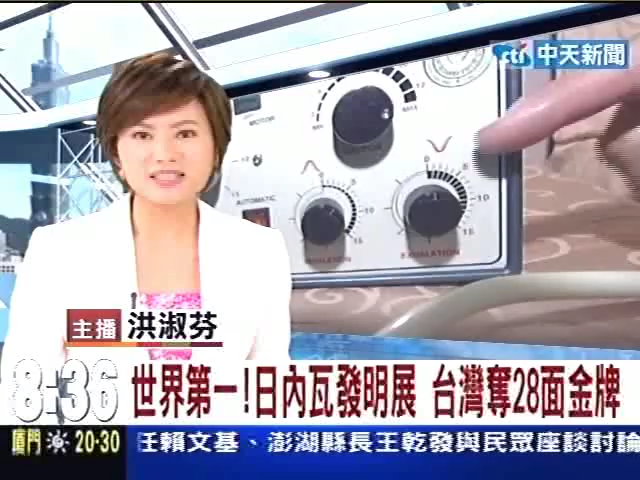 cti 中天新聞
MOTOR
AUTOMATIC
INHALATION
EXHALATION
主播 洪淑芬
8:36
世界第一!日內瓦發明展 台灣奪28面金牌
廈門 20-30
任賴文基、澎湖縣長王乾發與民眾座談討論